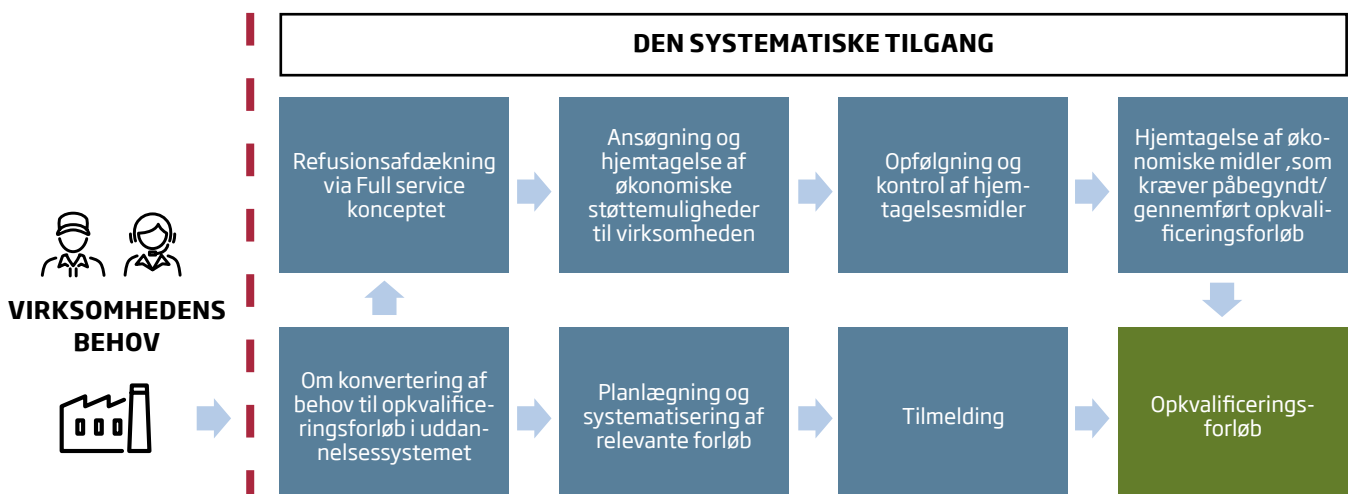 DEN SYSTEMATISKE TILGANG
Refusionsafdækning
via Full service
konceptet
Ansøgning og
hjemtagelse af
økonomiske
støttemuligheder
til virksomheden
Opfølgning og
kontrol af hjem-
tagelsesmidler
Hjemtagelse af øko-
nomiske midler ,som
kræver påbegyndt/
gennemført opkvali-
ficeringsforløb
VIRKSOMHEDENS
BEHOV
Om konvertering af
behov til opkvalifice-
ringsforløb i uddan-
nelsessystemet
Planlægning og
systematisering af
relevante forløb
Tilmelding
Opkvalificerings-
forløb